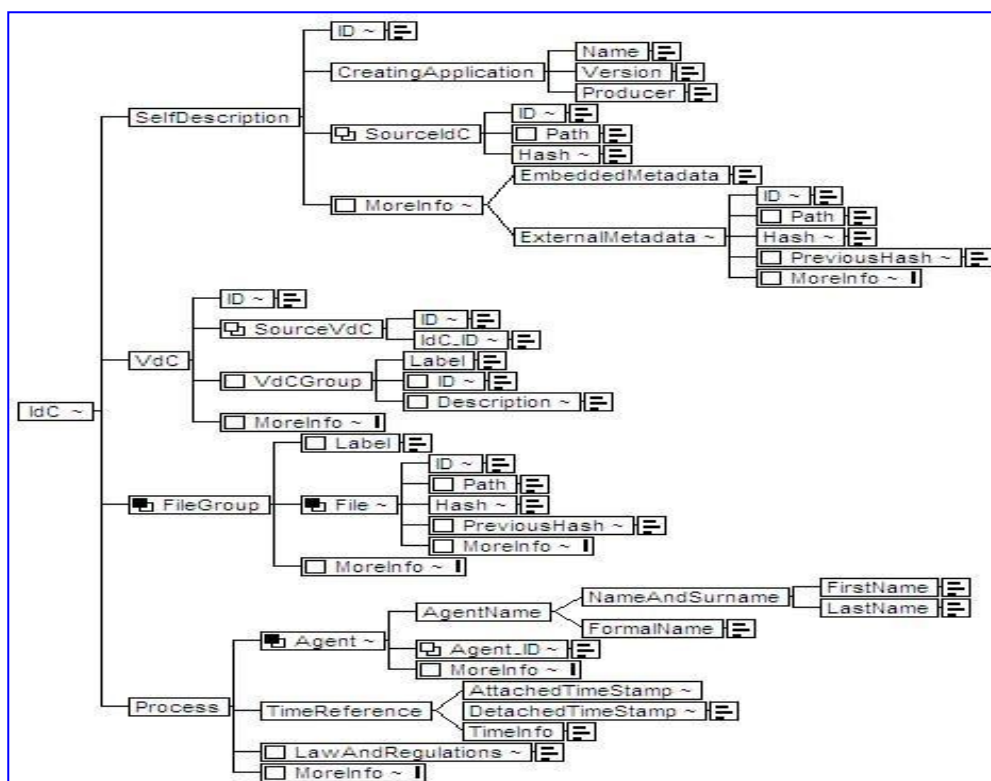 ID ~
CreatingApplication
Name
Version
Producer
SelfDescription
SourceIdC
ID ~
Path
Hash ~
MoreInfo ~
EmbeddedMetadata
ExternalMetadata ~
ID ~
Path
Hash ~
PreviousHash ~
MoreInfo ~
IdC ~
VdC
ID ~
SourceVdC
ID ~
IdC_ID ~
VdCGroup
Label
ID ~
Description ~
MoreInfo ~
FileGroup
Label
File ~
ID ~
Path
Hash ~
PreviousHash ~
MoreInfo ~
MoreInfo ~
Process
Agent ~
AgentName
NameAndSurname
FirstName
LastName
FormalName
Agent_ID ~
MoreInfo ~
TimeReference
AttachedTimeStamp ~
DetachedTimeStamp ~
TimeInfo
LawAndRegulations ~
MoreInfo ~